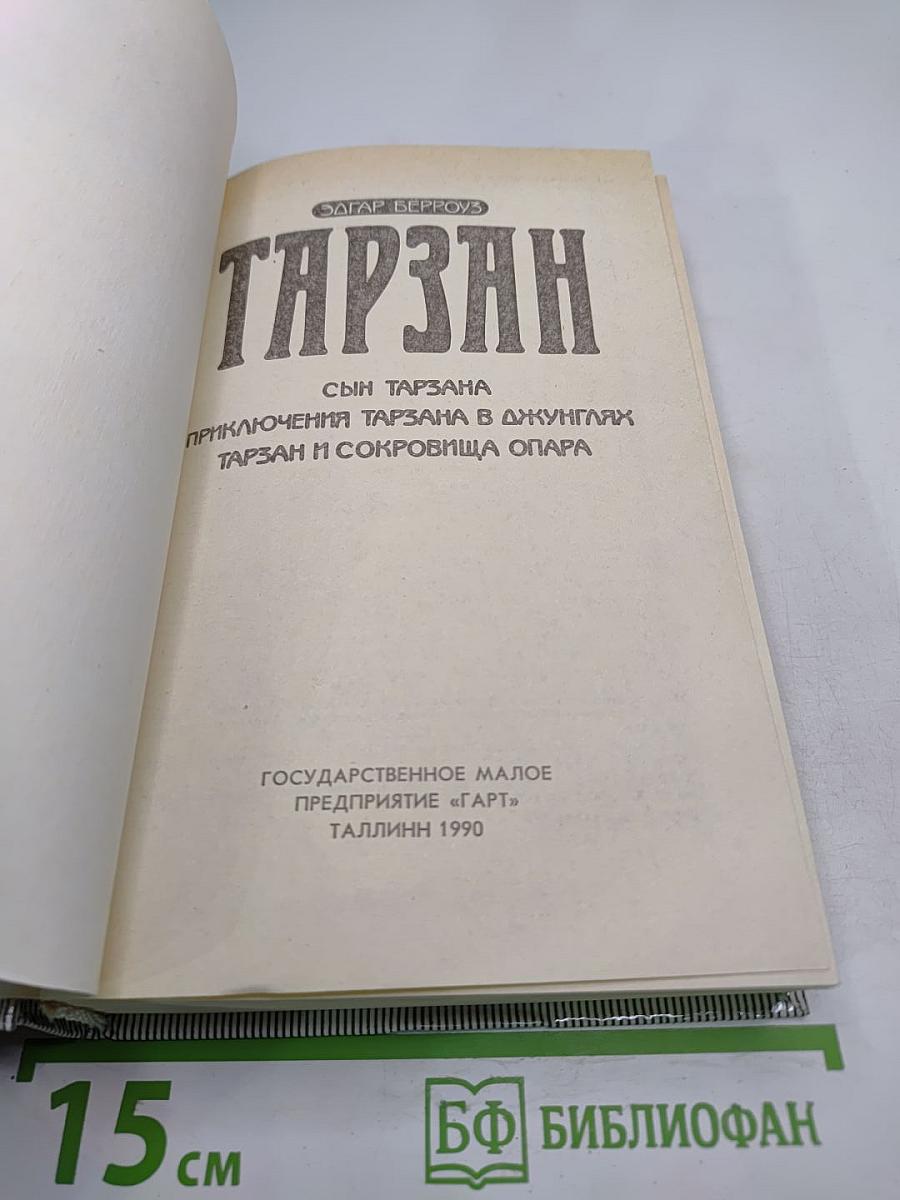 ЭДГАР БЕРРОУЗ
ТАРЗАН
СЫН ТАРЗАНА
ПРИКЛЮЧЕНИЯ ТАРЗАНА В ДЖУНГЛЯХ
ТАРЗАН И СОКРОВИЩА ОПАРА
ГОСУДАРСТВЕННОЕ МАЛОЕ
ПРЕДПРИЯТИЕ «ГАРТ»
ТАЛЛИНН 1990
15 см
БФ БИБЛИОФАН